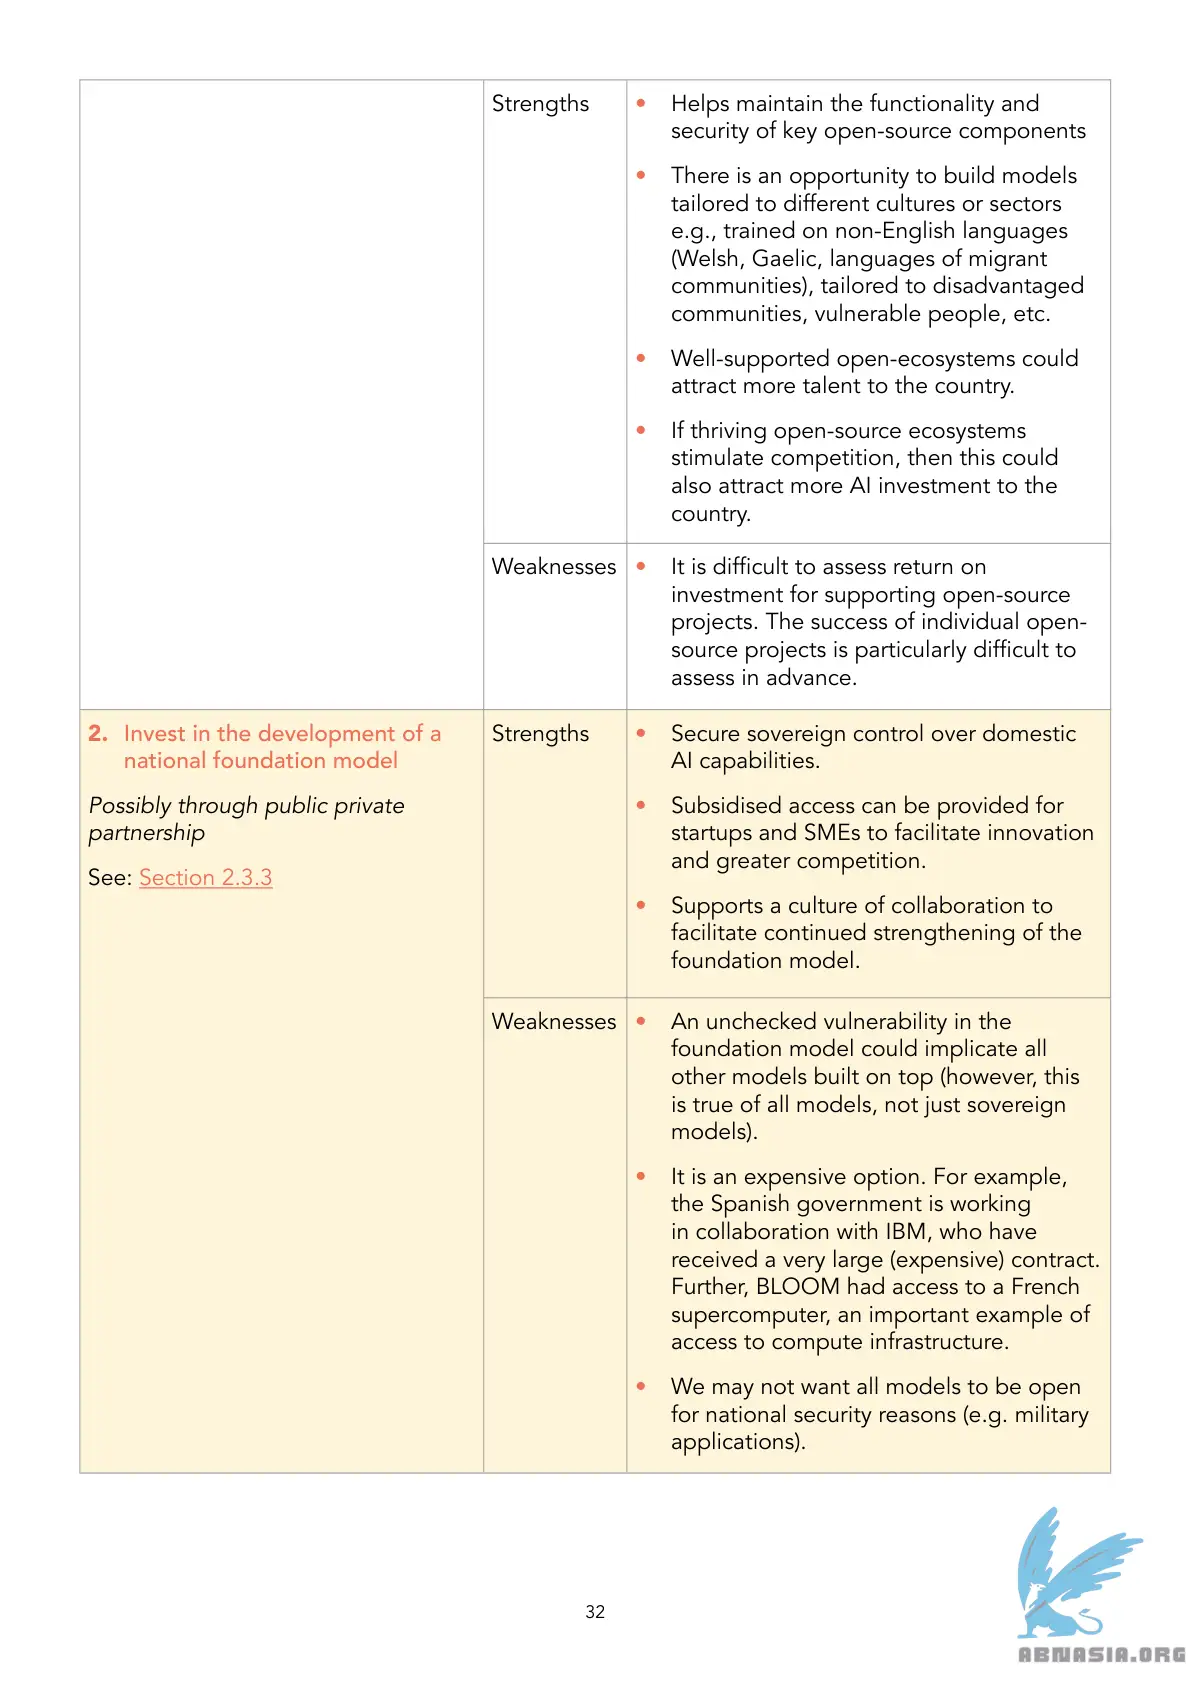 Strengths
• Helps maintain the functionality and
security of key open-source components
• There is an opportunity to build models
tailored to different cultures or sectors
e.g., trained on non-English languages
(Welsh, Gaelic, languages of migrant
communities), tailored to disadvantaged
communities, vulnerable people, etc.
• Well-supported open-ecosystems could
attract more talent to the country.
• If thriving open-source ecosystems
stimulate competition, then this could
also attract more AI investment to the
country.
Weaknesses
• It is difficult to assess return on
investment for supporting open-source
projects. The success of individual open-
source projects is particularly difficult to
assess in advance.
2. Invest in the development of a
national foundation model
Possibly through public private
partnership
See: Section 2.3.3
Strengths
• Secure sovereign control over domestic
AI capabilities.
• Subsidised access can be provided for
startups and SMEs to facilitate innovation
and greater competition.
• Supports a culture of collaboration to
facilitate continued strengthening of the
foundation model.
Weaknesses
• An unchecked vulnerability in the
foundation model could implicate all
other models built on top (however, this
is true of all models, not just sovereign
models).
• It is an expensive option. For example,
the Spanish government is working
in collaboration with IBM, who have
received a very large (expensive) contract.
Further, BLOOM had access to a French
supercomputer, an important example of
access to compute infrastructure.
• We may not want all models to be open
for national security reasons (e.g. military
applications).
32
ABNASIA.ORG